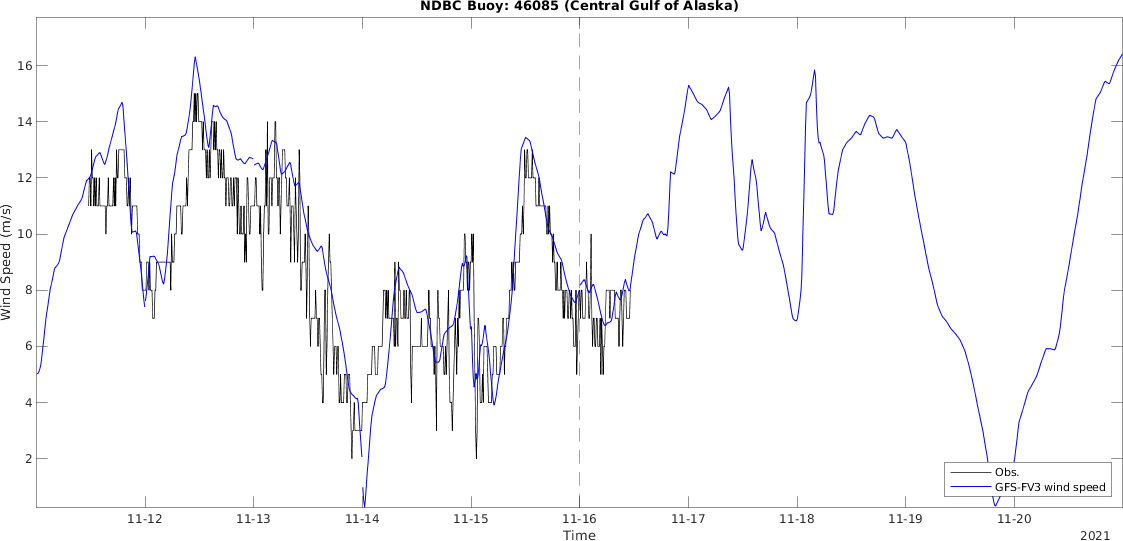 NDBC Buoy: 46085 (Central Gulf of Alaska)
Wind Speed (m/s)
16
14
12
10
8
6
4
2
11-12 11-13 11-14 11-15 11-16 11-17 11-18 11-19 11-20
Time
2021
Obs.
GFS-FV3 wind speed